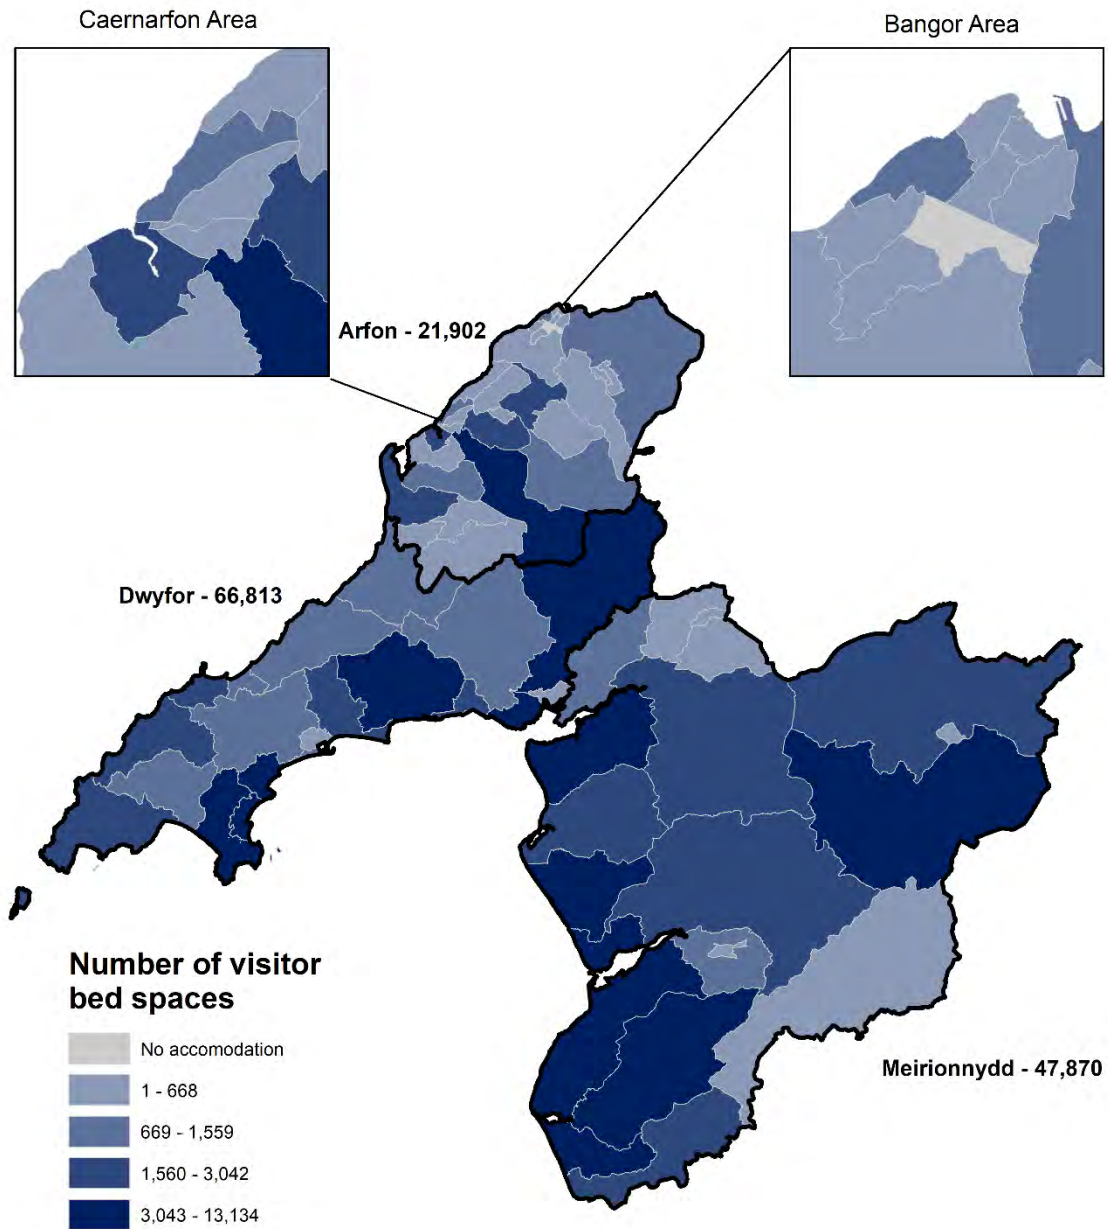 Caernarfon Area
Bangor Area
Arfon - 21,902
Dwyfor - 66,813
Meirionnydd - 47,870
Number of visitor
bed spaces
No accomodation
1 - 668
669 - 1,559
1,560 - 3,042
3,043 - 13,134